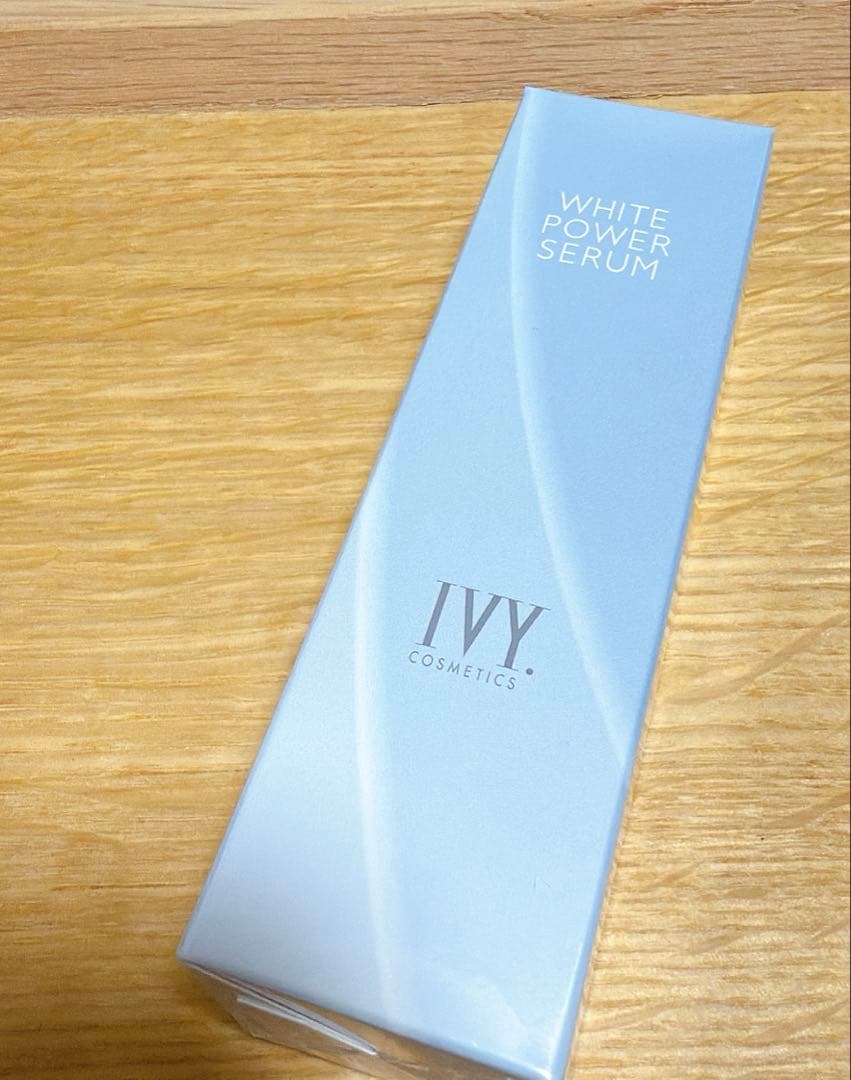 WHITE
POWER
SERUM
IVY.
COSMETICS